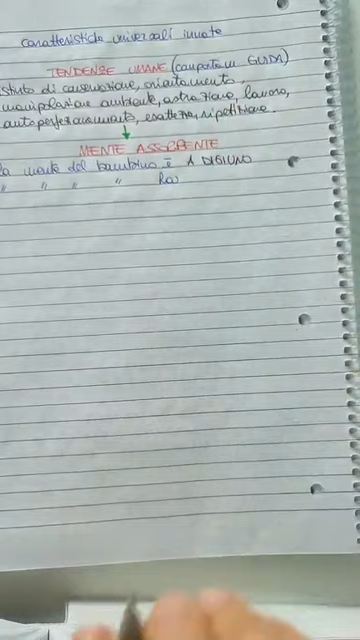 caratteristiche universali innate
TENDENZE UMANE (comportam GUIDA)
istinto di conservazione, orientamento,
manipolazione ambiente, astrazione, lavoro,
autoperfezionamento, esattezza, ripetizione.
MENTE ASSORBENTE
la mente del bambino è A DIGIUNO
" " " " ha